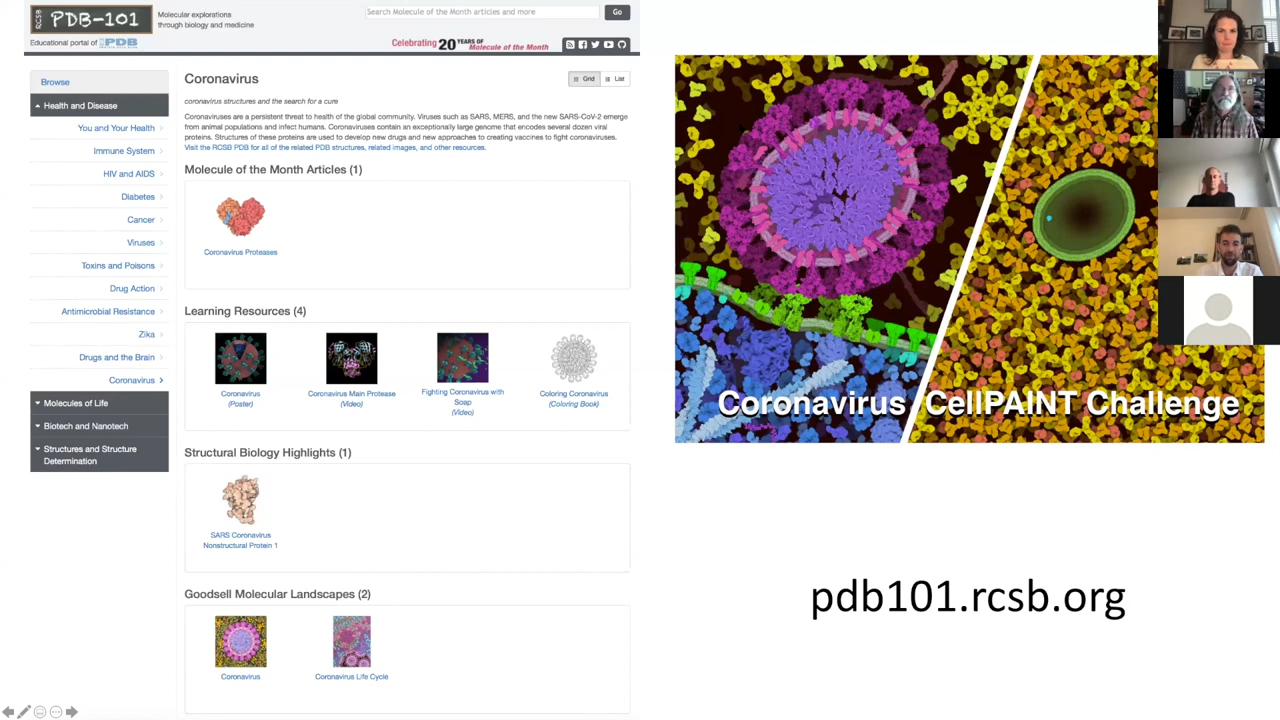 RCSB PDB-101
Molecular explorations
through biology and medicine
Educational portal of PDB
Search Molecule of the Month articles and more
Go
Celebrating 20 YEARS OF Molecule of the Month
Browse
Health and Disease
You and Your Health
Immune System
HIV and AIDS
Diabetes
Cancer
Viruses
Toxins and Poisons
Drug Action
Antimicrobial Resistance
Zika
Drugs and the Brain
Coronavirus
Molecules of Life
Biotech and Nanotech
Structures and Structure
Determination
Coronavirus
Grid
List
coronavirus structures and the search for a cure
Coronaviruses are a persistent threat to health of the global community. Viruses such as SARS, MERS, and the new SARS-CoV-2 emerge
from animal populations and infect humans. Coronaviruses contain an exceptionally large genome that encodes several dozen viral
proteins. Structures of these proteins are used to develop new drugs and new approaches to creating vaccines to fight coronaviruses.
Visit the RCSB PDB for all of the related PDB structures, related images, and other resources.
Molecule of the Month Articles (1)
Coronavirus Proteases
Learning Resources (4)
Coronavirus
(Poster)
Coronavirus Main Protease
(Video)
Fighting Coronavirus with
Soap
(Video)
Coloring Coronavirus
(Coloring Book)
Structural Biology Highlights (1)
SARS Coronavirus
Nonstructural Protein 1
Goodsell Molecular Landscapes (2)
Coronavirus
Coronavirus Life Cycle
Coronavirus / CellPAINT Challenge
pdb101.rcsb.org